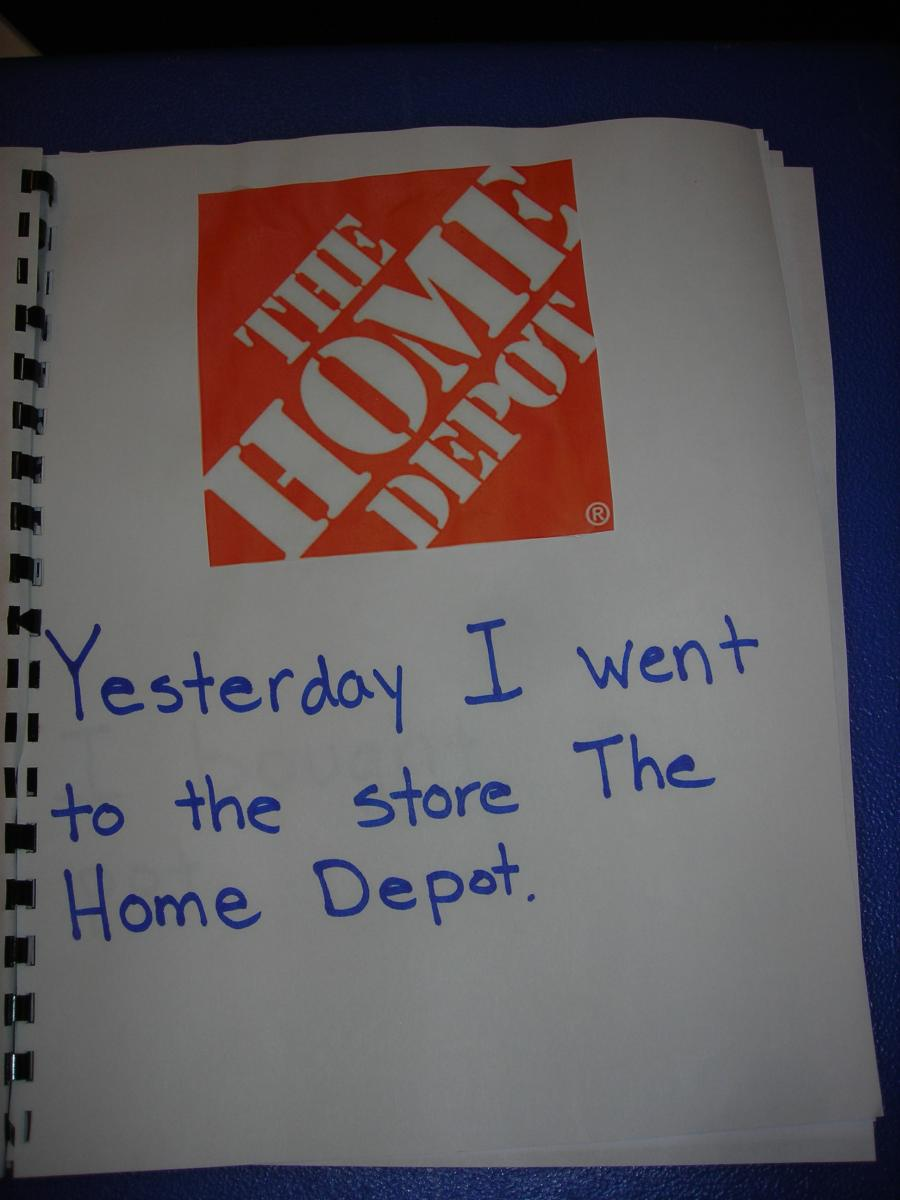 THE
HOME
DEPOT
®
Yesterday I went
to the store The
Home Depot.